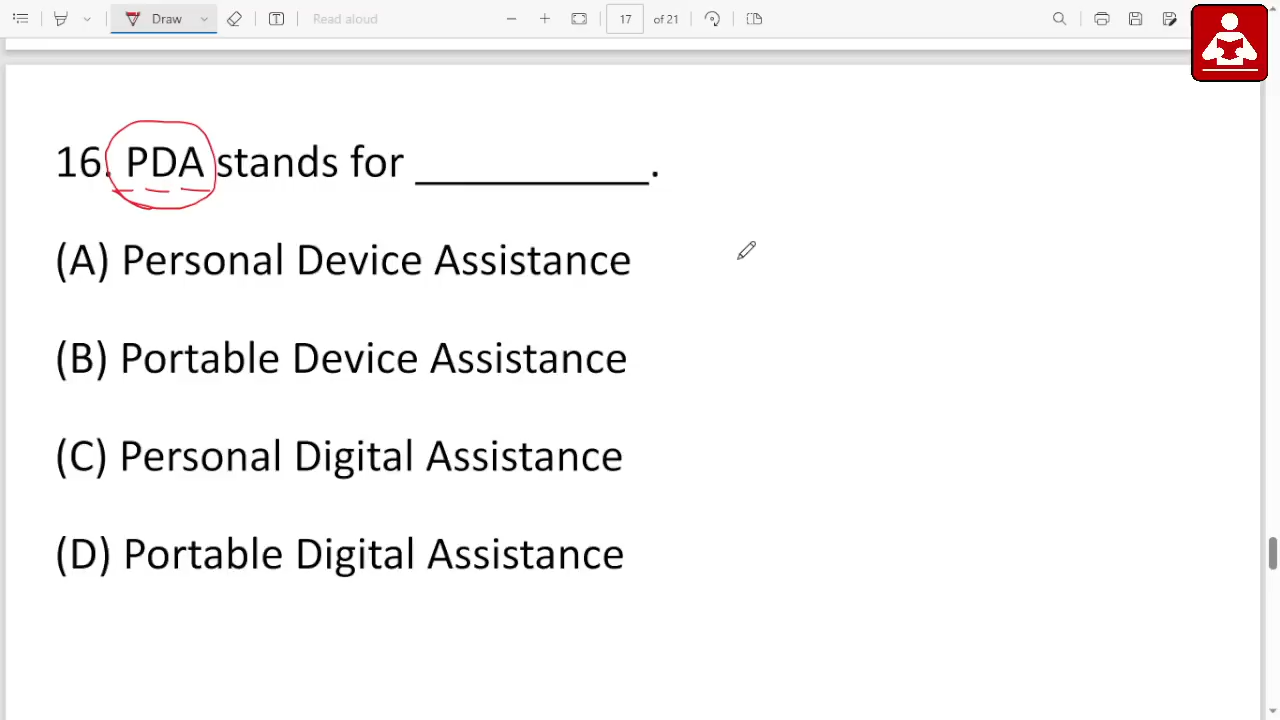 Draw
Read aloud
17
of 21
16. PDA stands for ___________.
(A) Personal Device Assistance
(B) Portable Device Assistance
(C) Personal Digital Assistance
(D) Portable Digital Assistance